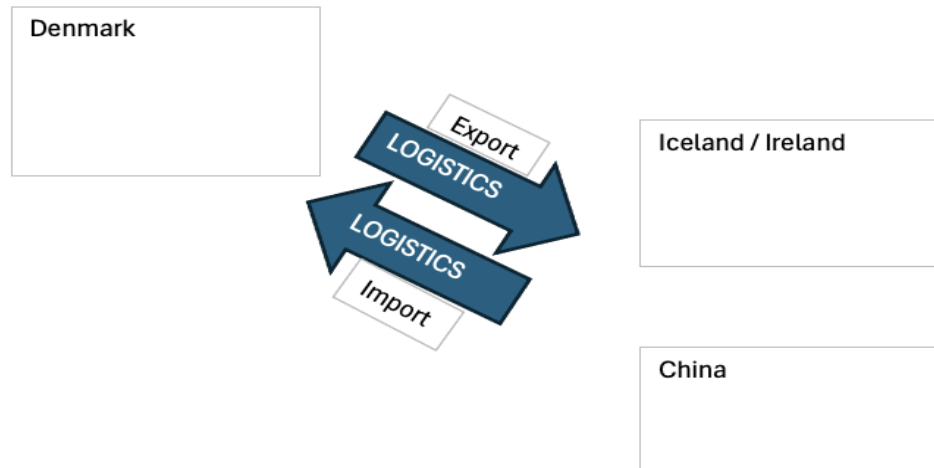 Denmark
Export
LOGISTICS
Iceland / Ireland
LOGISTICS
Import
China